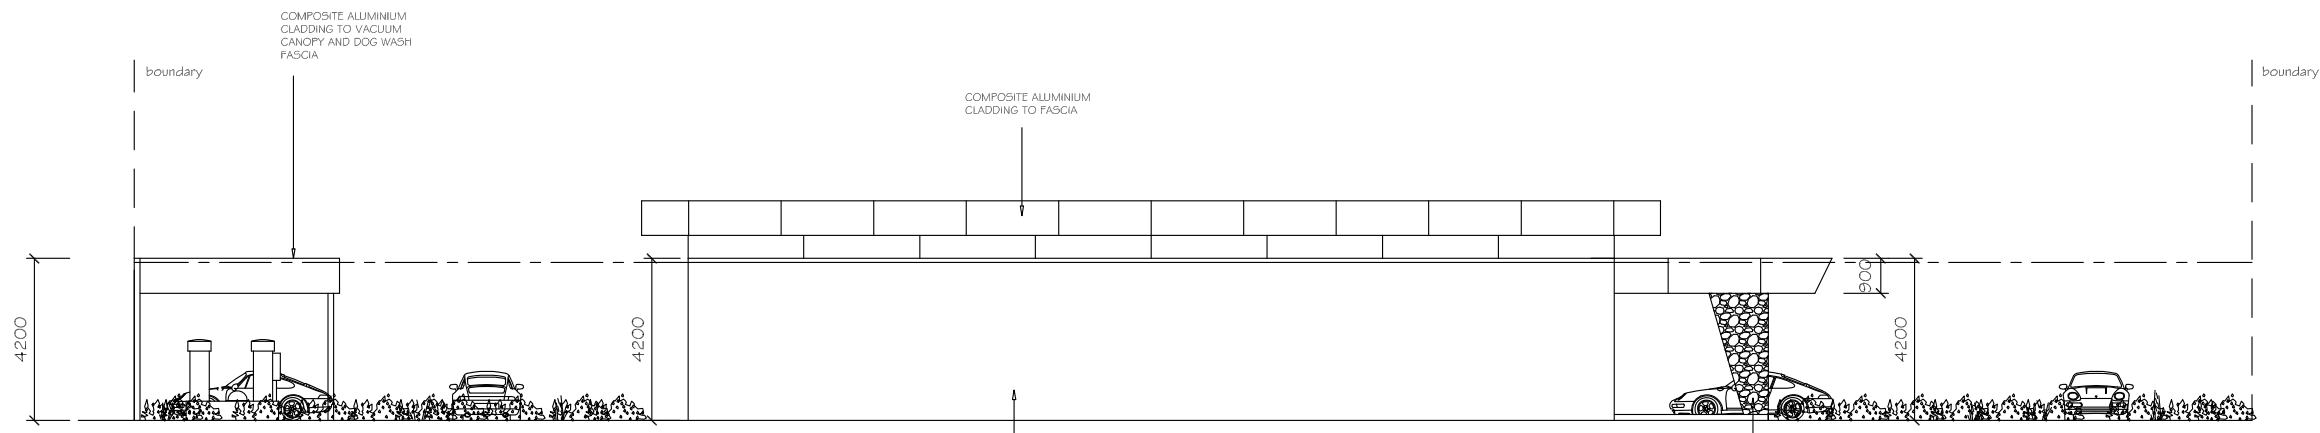 COMPOSITE ALUMINIUM
CLADDING TO VACUUM
CANOPY AND DOG WASH
FASCIA
boundary
boundary
COMPOSITE ALUMINIUM
CLADDING TO FASCIA
4200
4200
900
4200